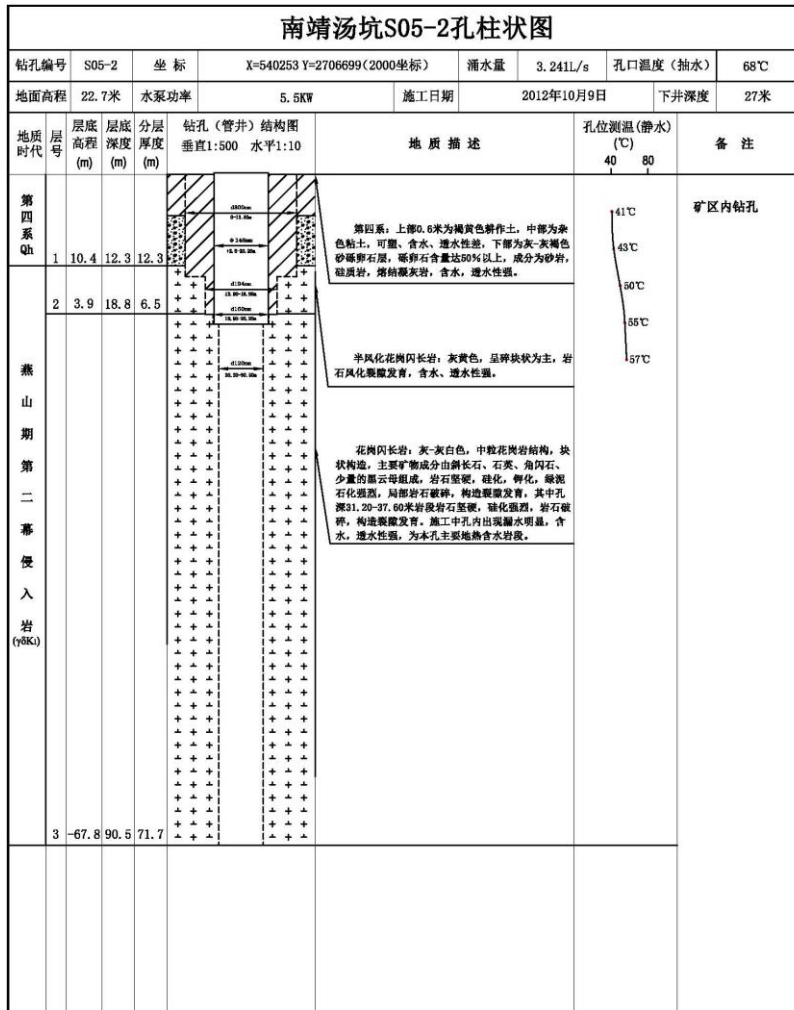 南靖汤坑S05-2孔柱状图
钻孔编号 S05-2 坐 标 X=540253 Y=2706699(2000坐标) 涌水量 3.241L/s 孔口温度（抽水） 68℃
地面高程 22.7米 水泵功率 5.5KW 施工日期 2012年10月9日 下井深度 27米
地质时代 层号 层底高程(m) 层底深度(m) 分层厚度(m) 钻孔（管井）结构图 垂直1:500 水平1:10 地 质 描 述 孔位测温(静水) (℃) 40 80 备 注
第四系Qh
1 10.4 12.3 12.3
第四系：上部0.6米为褐黄色耕作土，中部为杂
色粘土，可塑、含水、透水性差，下部为灰-灰褐色
砂砾卵石层，砾卵石含量达50%以上，成分为砂岩，
硅质岩，熔结凝灰岩，含水，透水性强。
41℃
43℃
50℃
55℃
57℃
矿区内钻孔
燕山期第二幕侵入岩
(γδK₁)
2 3.9 18.8 6.5
半风化花岗闪长岩：灰黄色，呈碎块状为主，岩
石风化裂隙发育，含水、透水性强。
d120mm
花岗闪长岩：灰-灰白色，中粒花岗岩结构，块
状构造，主要矿物成分由斜长石、石英、角闪石、
少量的黑云母组成，岩石坚硬，硅化，钾化，绿泥
石化强烈，局部岩石破碎，构造裂隙发育，其中孔
深31.20-37.60米岩段岩石坚硬，硅化强烈，岩石破
碎，构造裂隙发育。施工中孔内出现漏水明显，含
水，透水性强，为本孔主要地热含水岩段。
3 -67.8 90.5 71.7